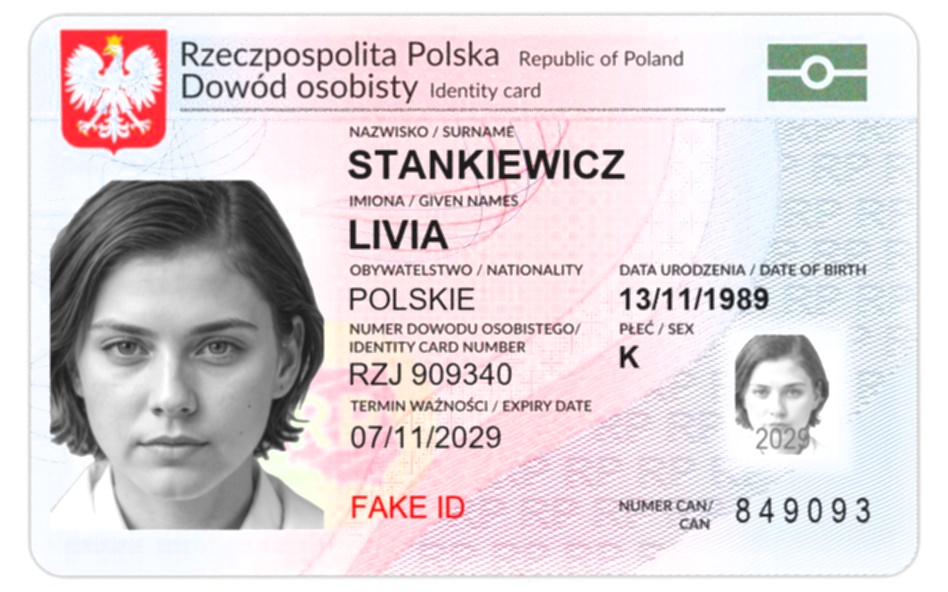 Rzeczpospolita Polska Republic of Poland
Dowód osobisty Identity card
NAZWISKO / SURNAME
STANKIEWICZ
IMIONA / GIVEN NAMES
LIVIA
OBYWATELSTWO / NATIONALITY
POLSKIE
DATA URODZENIA / DATE OF BIRTH
13/11/1989
NUMER DOWODU OSOBISTEGO/
IDENTITY CARD NUMBER
RZJ 909340
PŁEĆ / SEX
K
TERMIN WAŻNOŚCI / EXPIRY DATE
07/11/2029
2029
FAKE ID
NUMER CAN/
CAN
849093